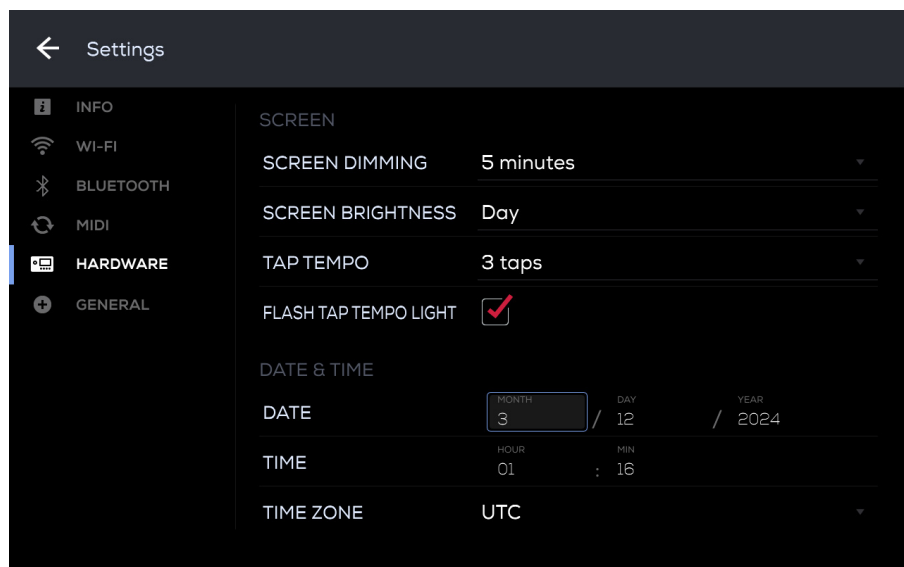 Settings
INFO
WI-FI
BLUETOOTH
MIDI
HARDWARE
GENERAL
SCREEN
SCREEN DIMMING 5 minutes
SCREEN BRIGHTNESS Day
TAP TEMPO 3 taps
FLASH TAP TEMPO LIGHT
DATE & TIME
MONTH DAY YEAR
DATE 3 / 12 / 2024
HOUR MIN
TIME 01 : 16
TIME ZONE UTC